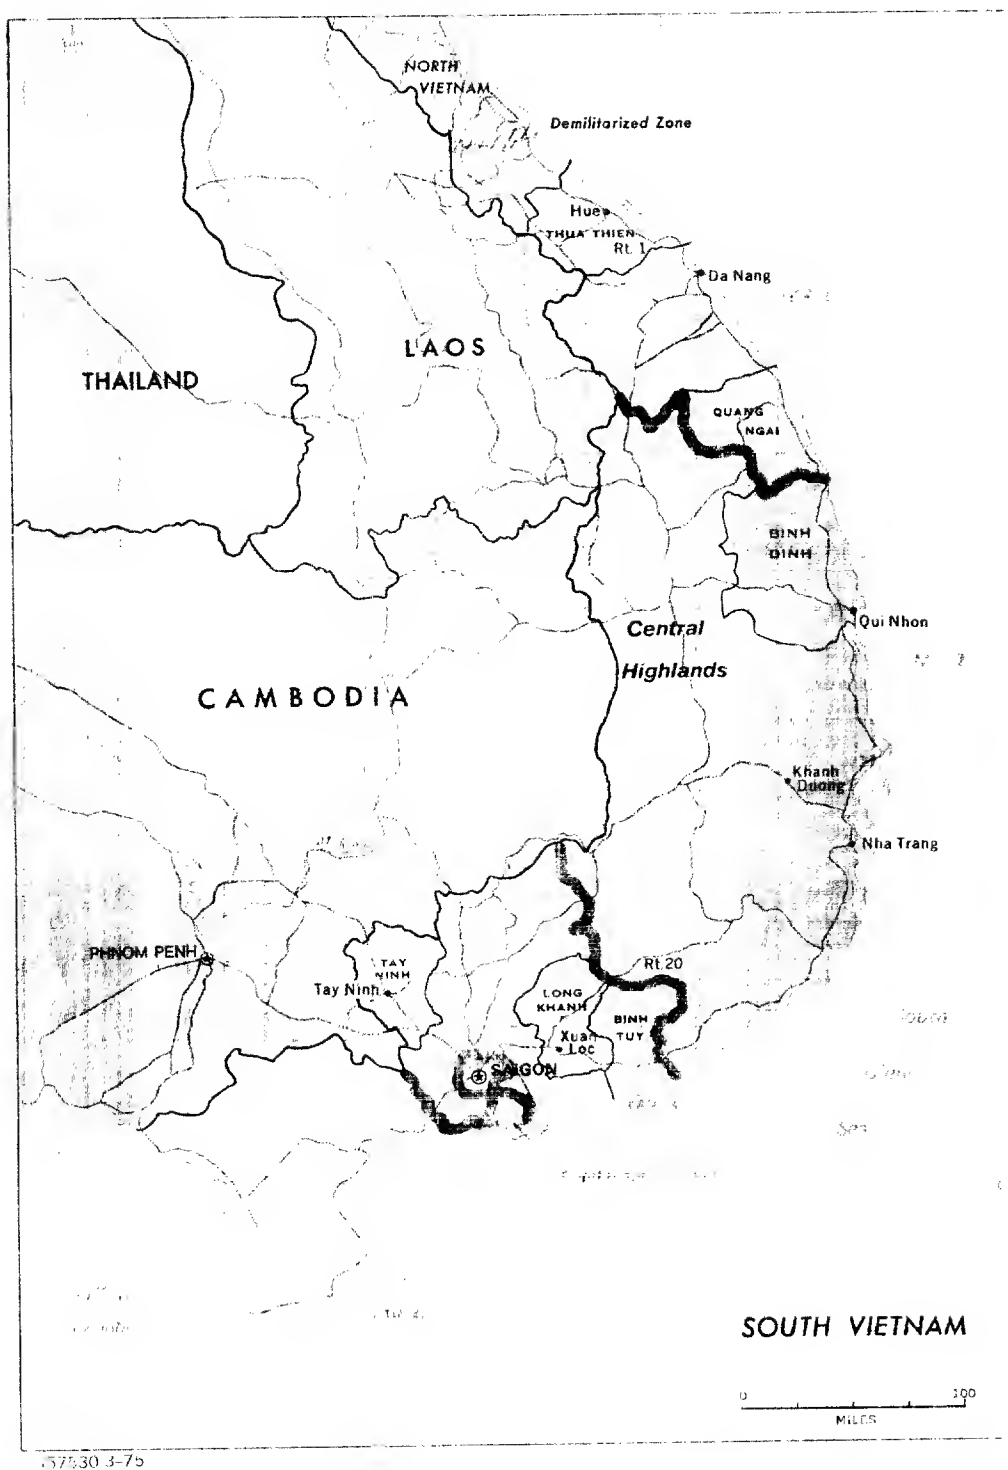 NORTH
VIETNAM
Demilitarized Zone
Hue
THUA THIEN
Rt. 1
Da Nang
LAOS
THAILAND
QUANG
NGAI
BINH
DINH
Qui Nhon
Central
Highlands
CAMBODIA
Khanh
Duong
Nha Trang
PHNOM PENH
TAY
NINH
Tay Ninh
Rt. 20
LONG
KHANH
BINH
TUY
Xuan
Loc
SAIGON
SOUTH VIETNAM
0 100
MILES
557530 3-75